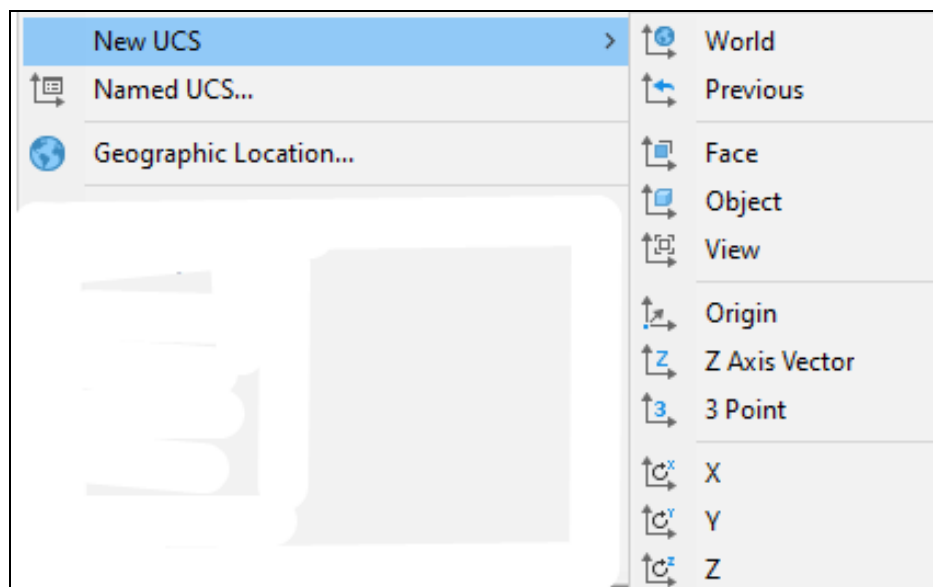 New UCS
Named UCS...
Geographic Location...
World
Previous
Face
Object
View
Origin
Z Axis Vector
3 Point
X
Y
Z